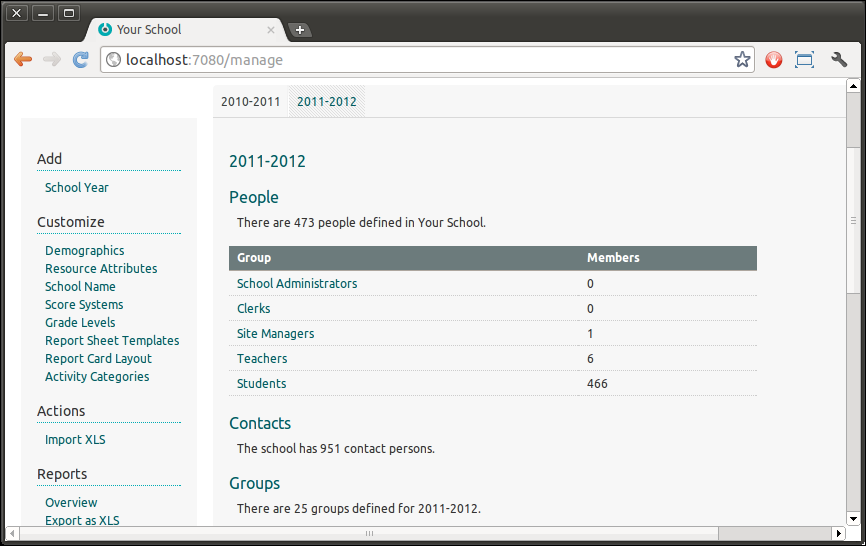 Your School
localhost:7080/manage
2010-2011 2011-2012
Add
School Year
Customize
Demographics
Resource Attributes
School Name
Score Systems
Grade Levels
Report Sheet Templates
Report Card Layout
Activity Categories
Actions
Import XLS
Reports
Overview
Export as XLS
2011-2012
People
There are 473 people defined in Your School.
Group Members
School Administrators 0
Clerks 0
Site Managers 1
Teachers 6
Students 466
Contacts
The school has 951 contact persons.
Groups
There are 25 groups defined for 2011-2012.